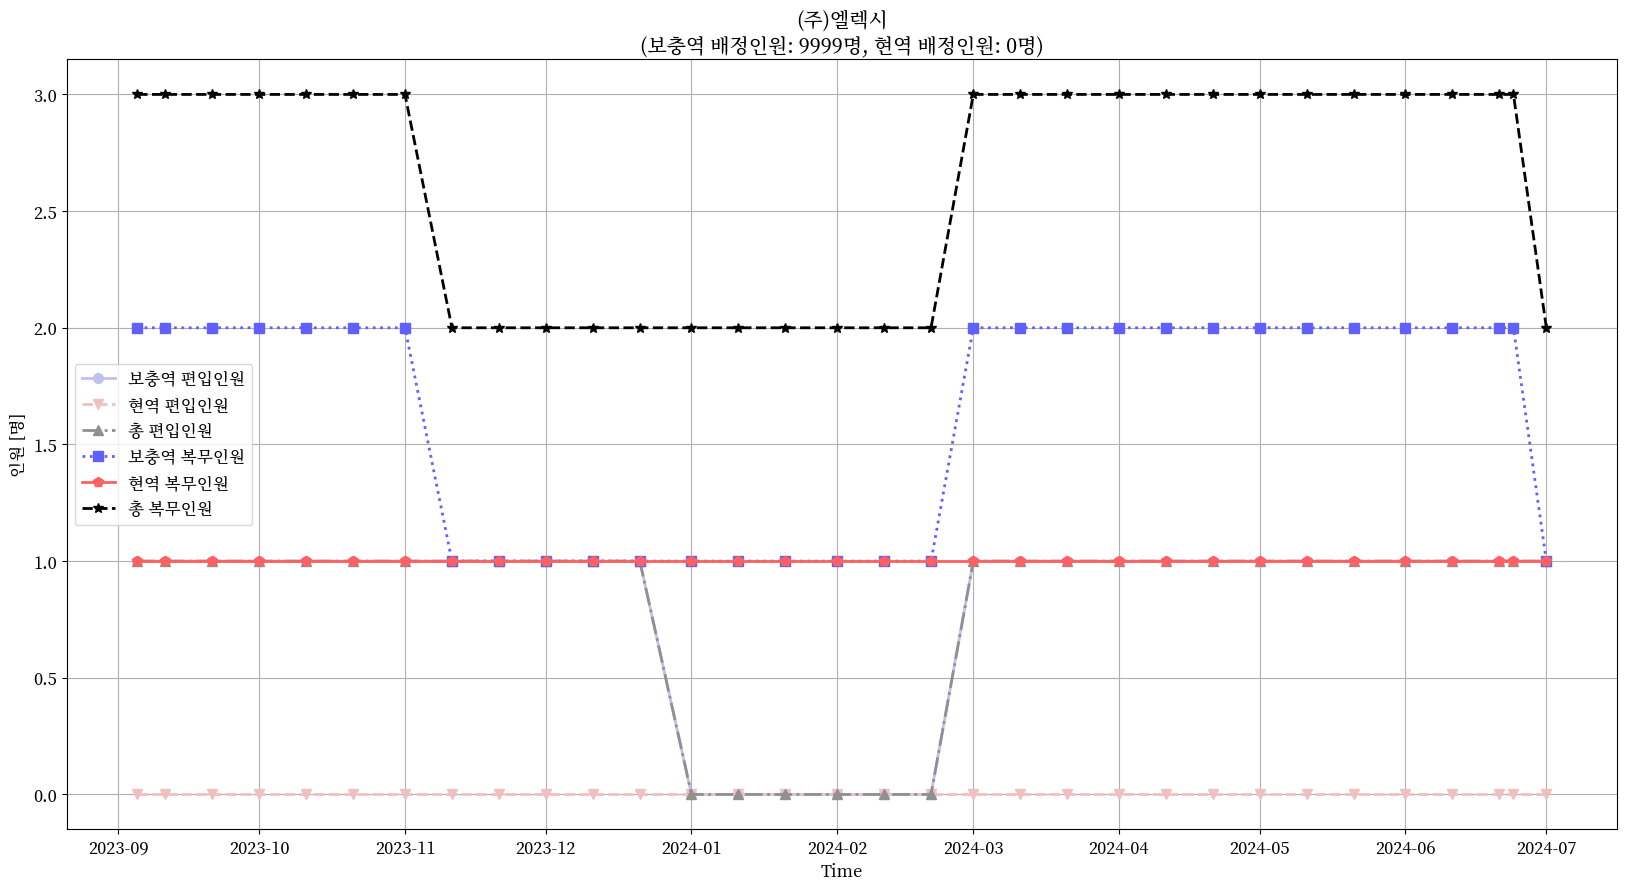 (주)엘렉시
(보충역 배정인원: 9999명, 현역 배정인원: 0명)
3.0
2.5
2.0
1.5
1.0
0.5
0.0
인원 [명]
보충역 편입인원
현역 편입인원
총 편입인원
보충역 복무인원
현역 복무인원
총 복무인원
2023-09 2023-10 2023-11 2023-12 2024-01 2024-02 2024-03 2024-04 2024-05 2024-06 2024-07
Time